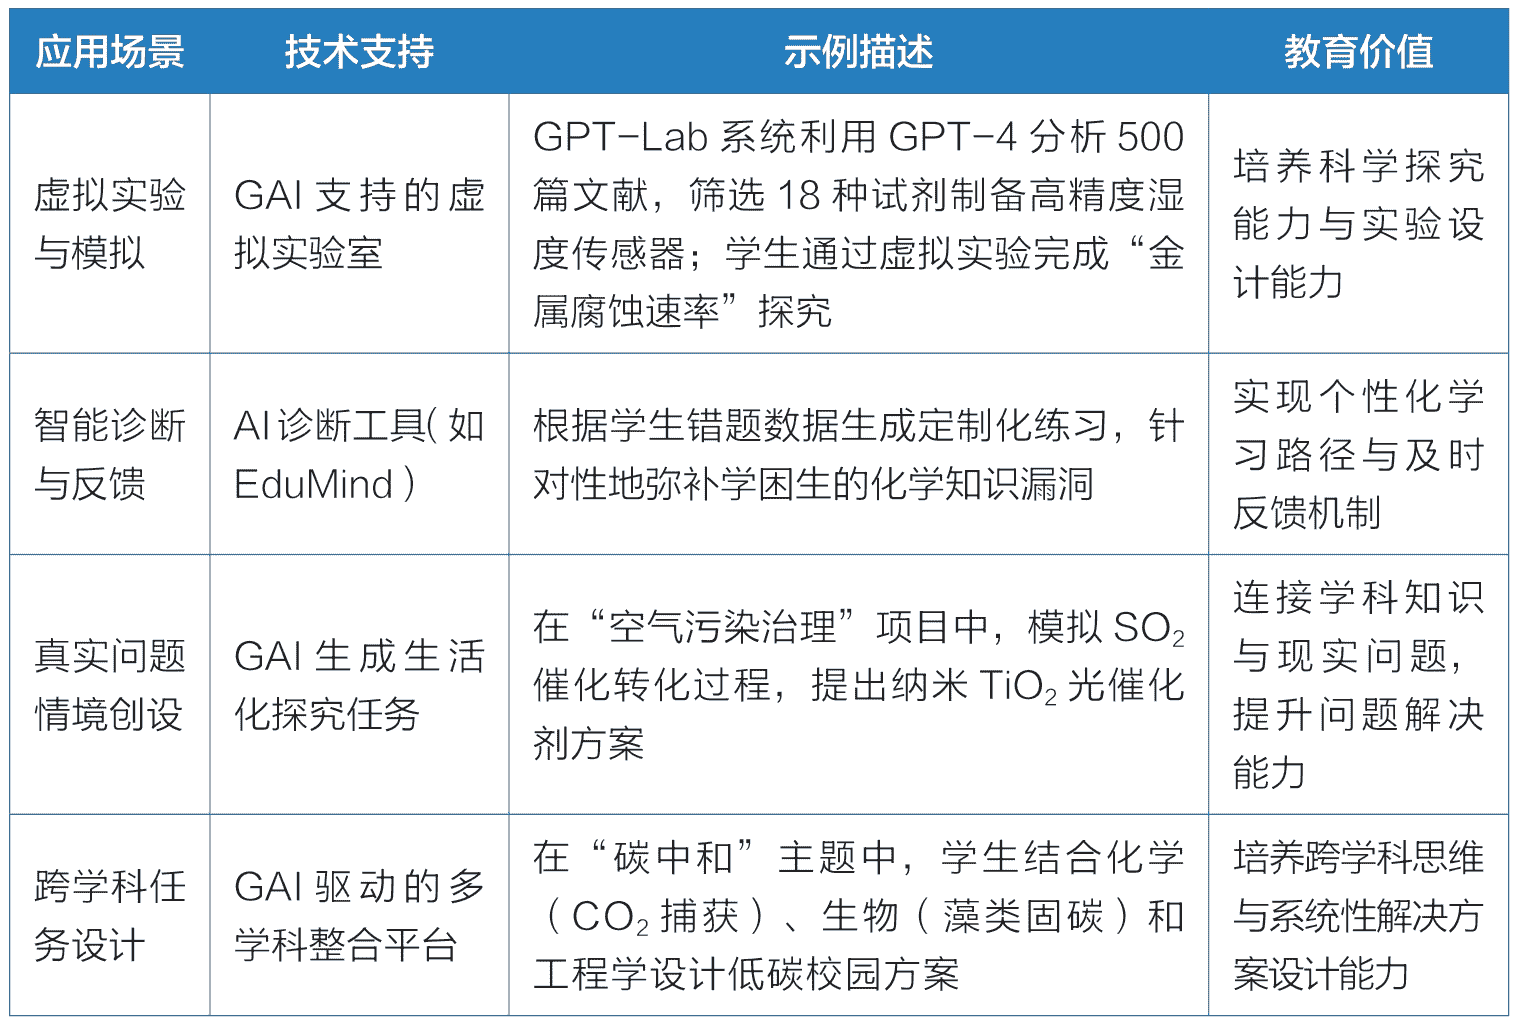 应用场景 技术支持 示例描述 教育价值
虚拟实验
与模拟
GAI 支持的虚
拟实验室
GPT-Lab 系统利用 GPT-4 分析 500
篇文献，筛选 18 种试剂制备高精度湿
度传感器；学生通过虚拟实验完成“金
属腐蚀速率”探究
培养科学探究
能力与实验设
计能力
智能诊断
与反馈
AI 诊断工具（如
EduMind）
根据学生错题数据生成定制化练习，针
对性地弥补学困生的化学知识漏洞
实现个性化学
习路径与及时
反馈机制
真实问题
情境创设
GAI 生成生活
化探究任务
在“空气污染治理”项目中，模拟 SO₂
催化转化过程，提出纳米 TiO₂ 光催化
剂方案
连接学科知识
与现实问题，
提升问题解决
能力
跨学科任
务设计
GAI 驱动的多
学科整合平台
在“碳中和”主题中，学生结合化学
（CO₂ 捕获）、生物（藻类固碳）和
工程学设计低碳校园方案
培养跨学科思维
与系统性解决方
案设计能力